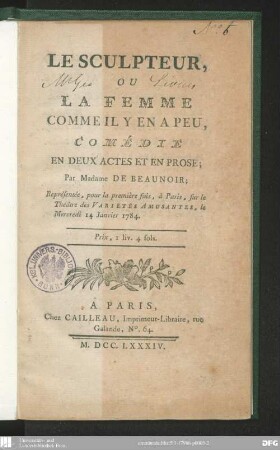 LE SCULPTEUR,
OU
LA FEMME
COMME IL Y EN A PEU,
COMÉDIE
EN DEUX ACTES ET EN PROSE;
Par Madame DE BEAUNOIR;
Représentée, pour la première fois, à Paris, sur le
Théâtre des VARIÉTÉS AMUSANTES, le
Mercredi 14 Janvier 1784.
Prix, 1 liv. 4 sols.
A PARIS,
Chez CAILLEAU, Imprimeur-Libraire, rue
Galande, N°. 64.
M. DCC. LXXXIV.